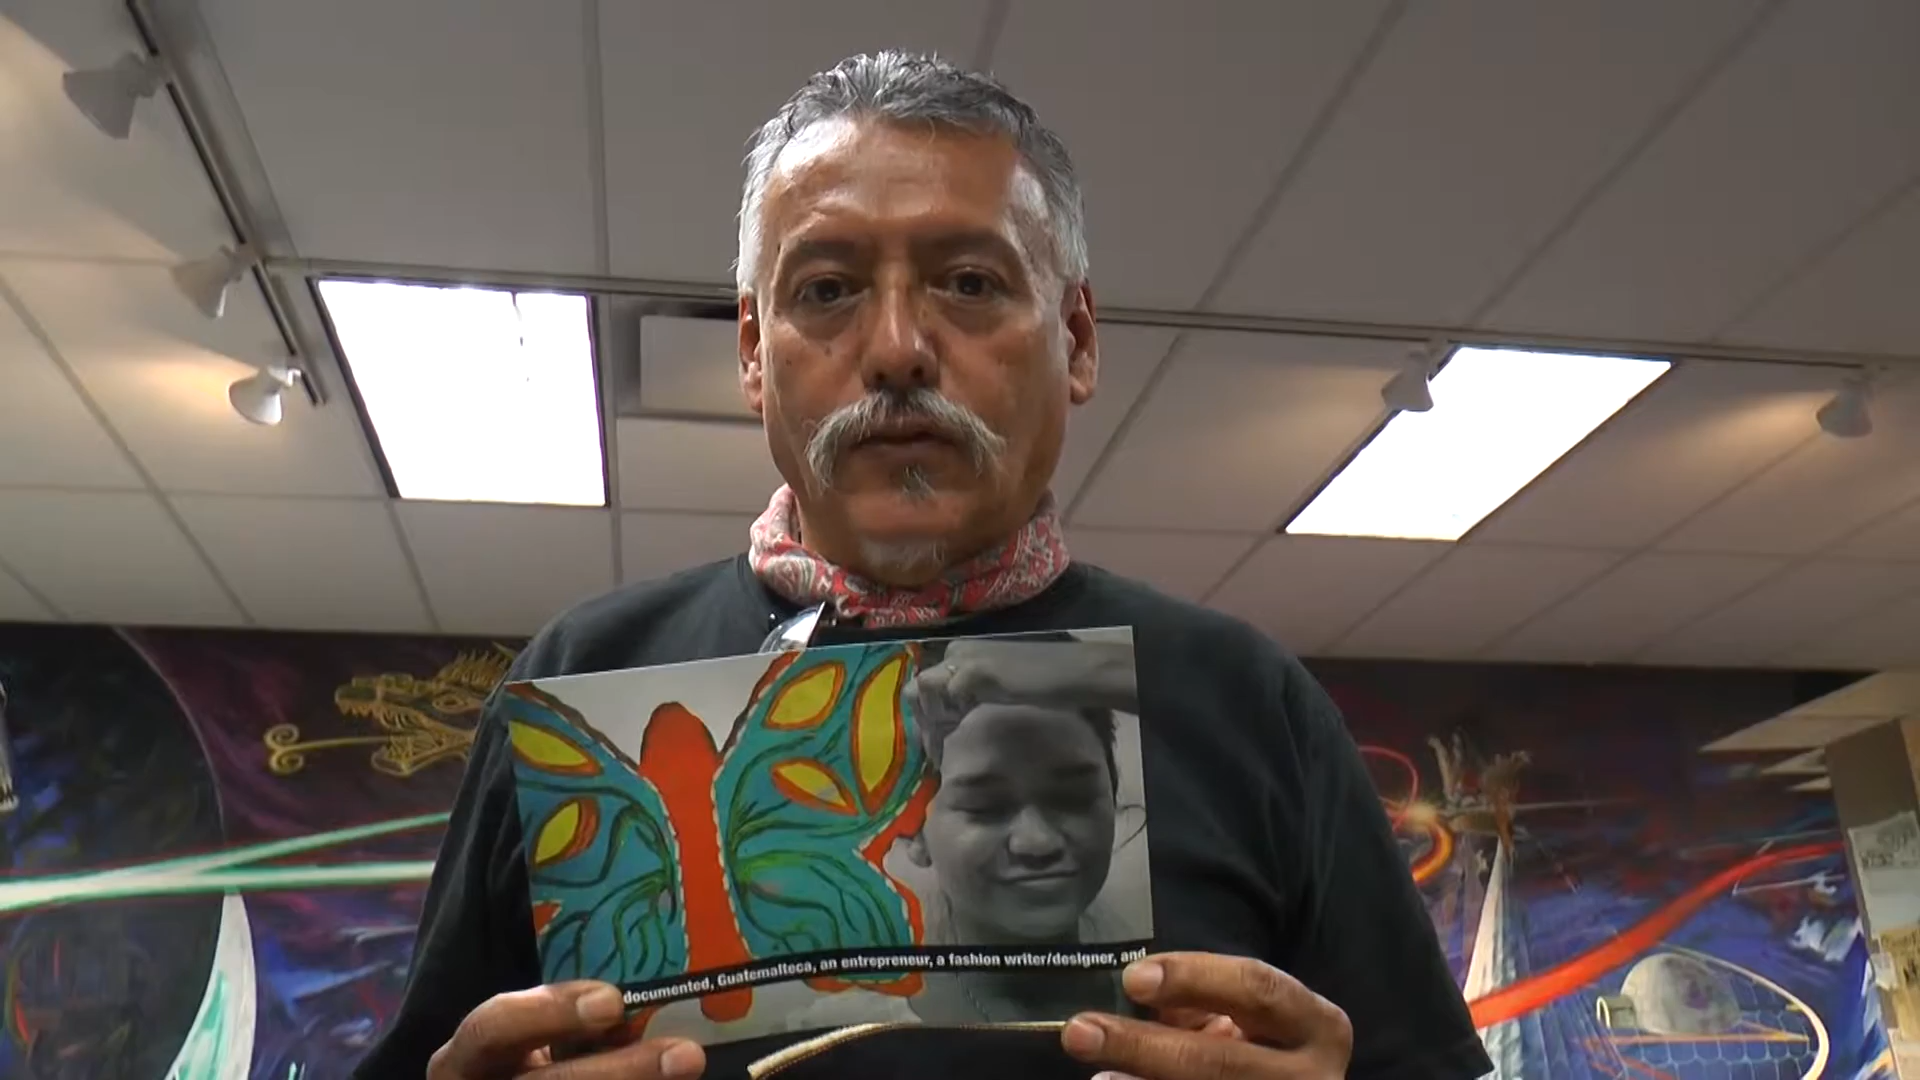 documented, Guatemalteca, an entrepreneur, a fashion writer/designer, and